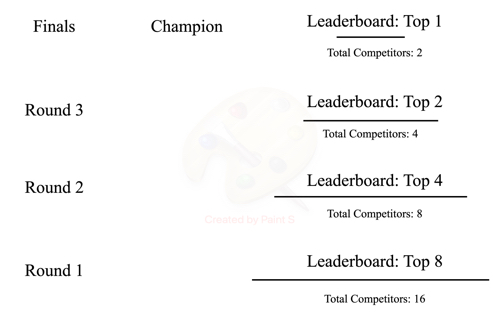 Finals
Champion
Leaderboard: Top 1
Total Competitors: 2
Round 3
Leaderboard: Top 2
Total Competitors: 4
Round 2
Leaderboard: Top 4
Total Competitors: 8
Created by Paint S
Round 1
Leaderboard: Top 8
Total Competitors: 16